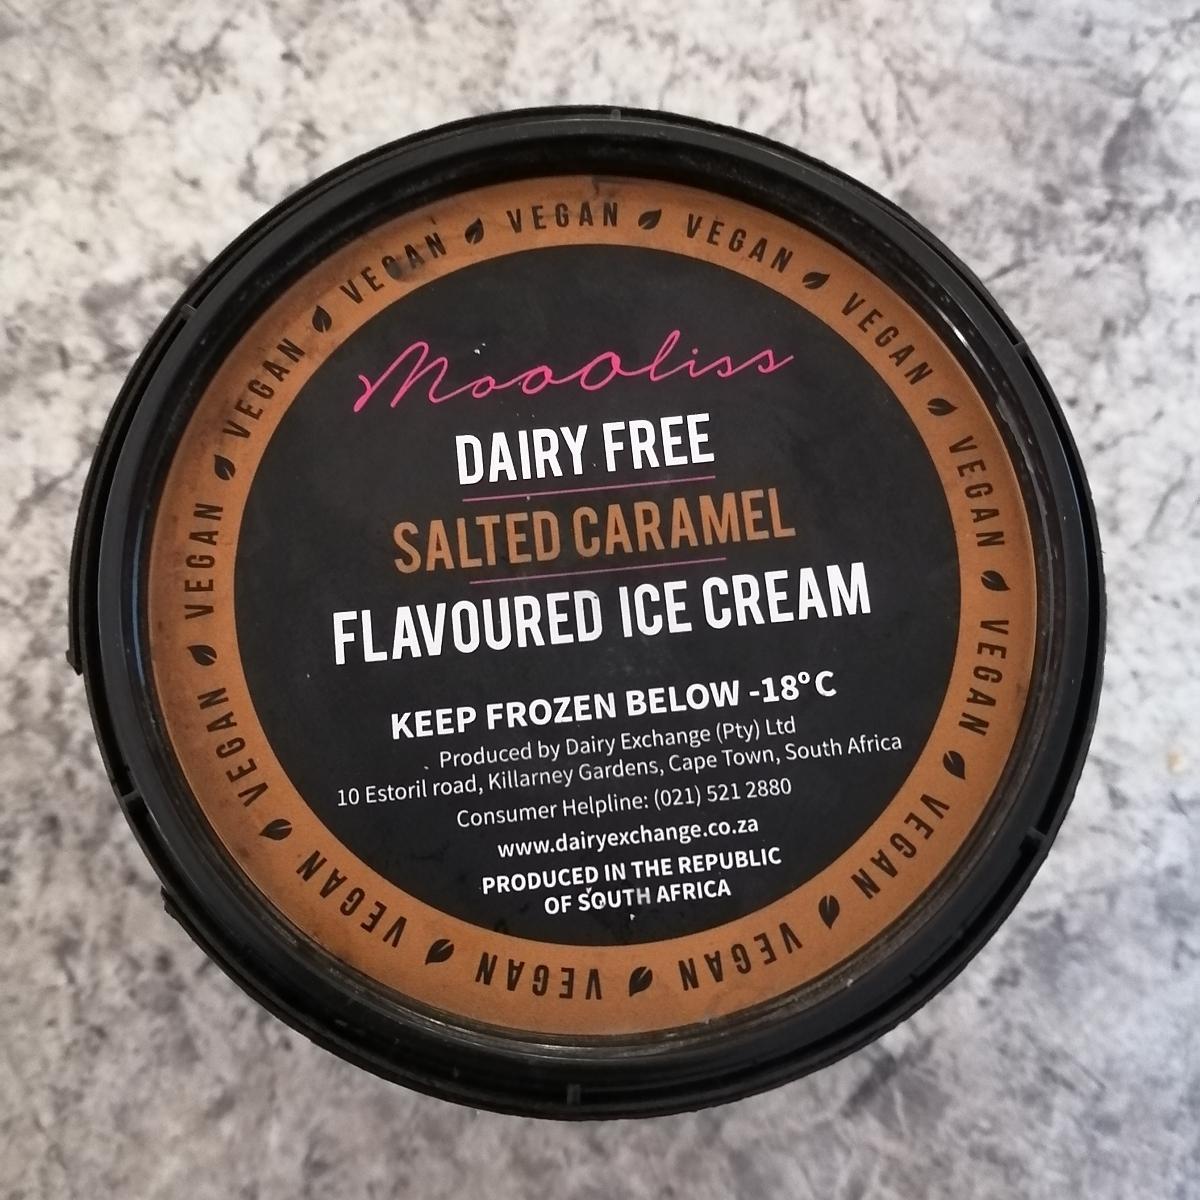 VEGAN VEGAN VEGAN VEGAN VEGAN VEGAN VEGAN VEGAN VEGAN VEGAN VEGAN VEGAN VEGAN
MoooOliss
DAIRY FREE
SALTED CARAMEL
FLAVOURED ICE CREAM
KEEP FROZEN BELOW -18°C
Produced by Dairy Exchange (Pty) Ltd
10 Estoril road, Killarney Gardens, Cape Town, South Africa
Consumer Helpline: (021) 521 2880
www.dairyexchange.co.za
PRODUCED IN THE REPUBLIC
OF SOUTH AFRICA